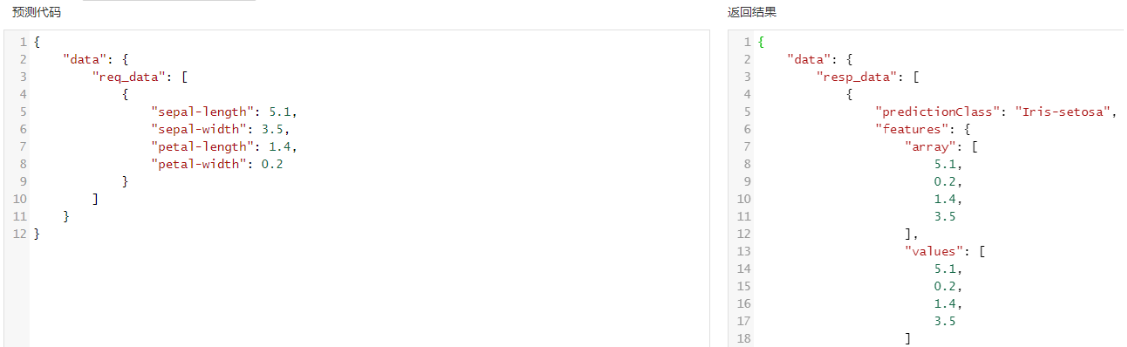 预测代码
1 {
2     "data": {
3         "req_data": [
4             {
5                 "sepal-length": 5.1,
6                 "sepal-width": 3.5,
7                 "petal-length": 1.4,
8                 "petal-width": 0.2
9             }
10         ]
11     }
12 }
返回结果
1 {
2     "data": {
3         "resp_data": [
4             {
5                 "predictionClass": "Iris-setosa",
6                 "features": {
7                     "array": [
8                         5.1,
9                         0.2,
10                         1.4,
11                         3.5
12                     ],
13                     "values": [
14                         5.1,
15                         0.2,
16                         1.4,
17                         3.5
18                     ]